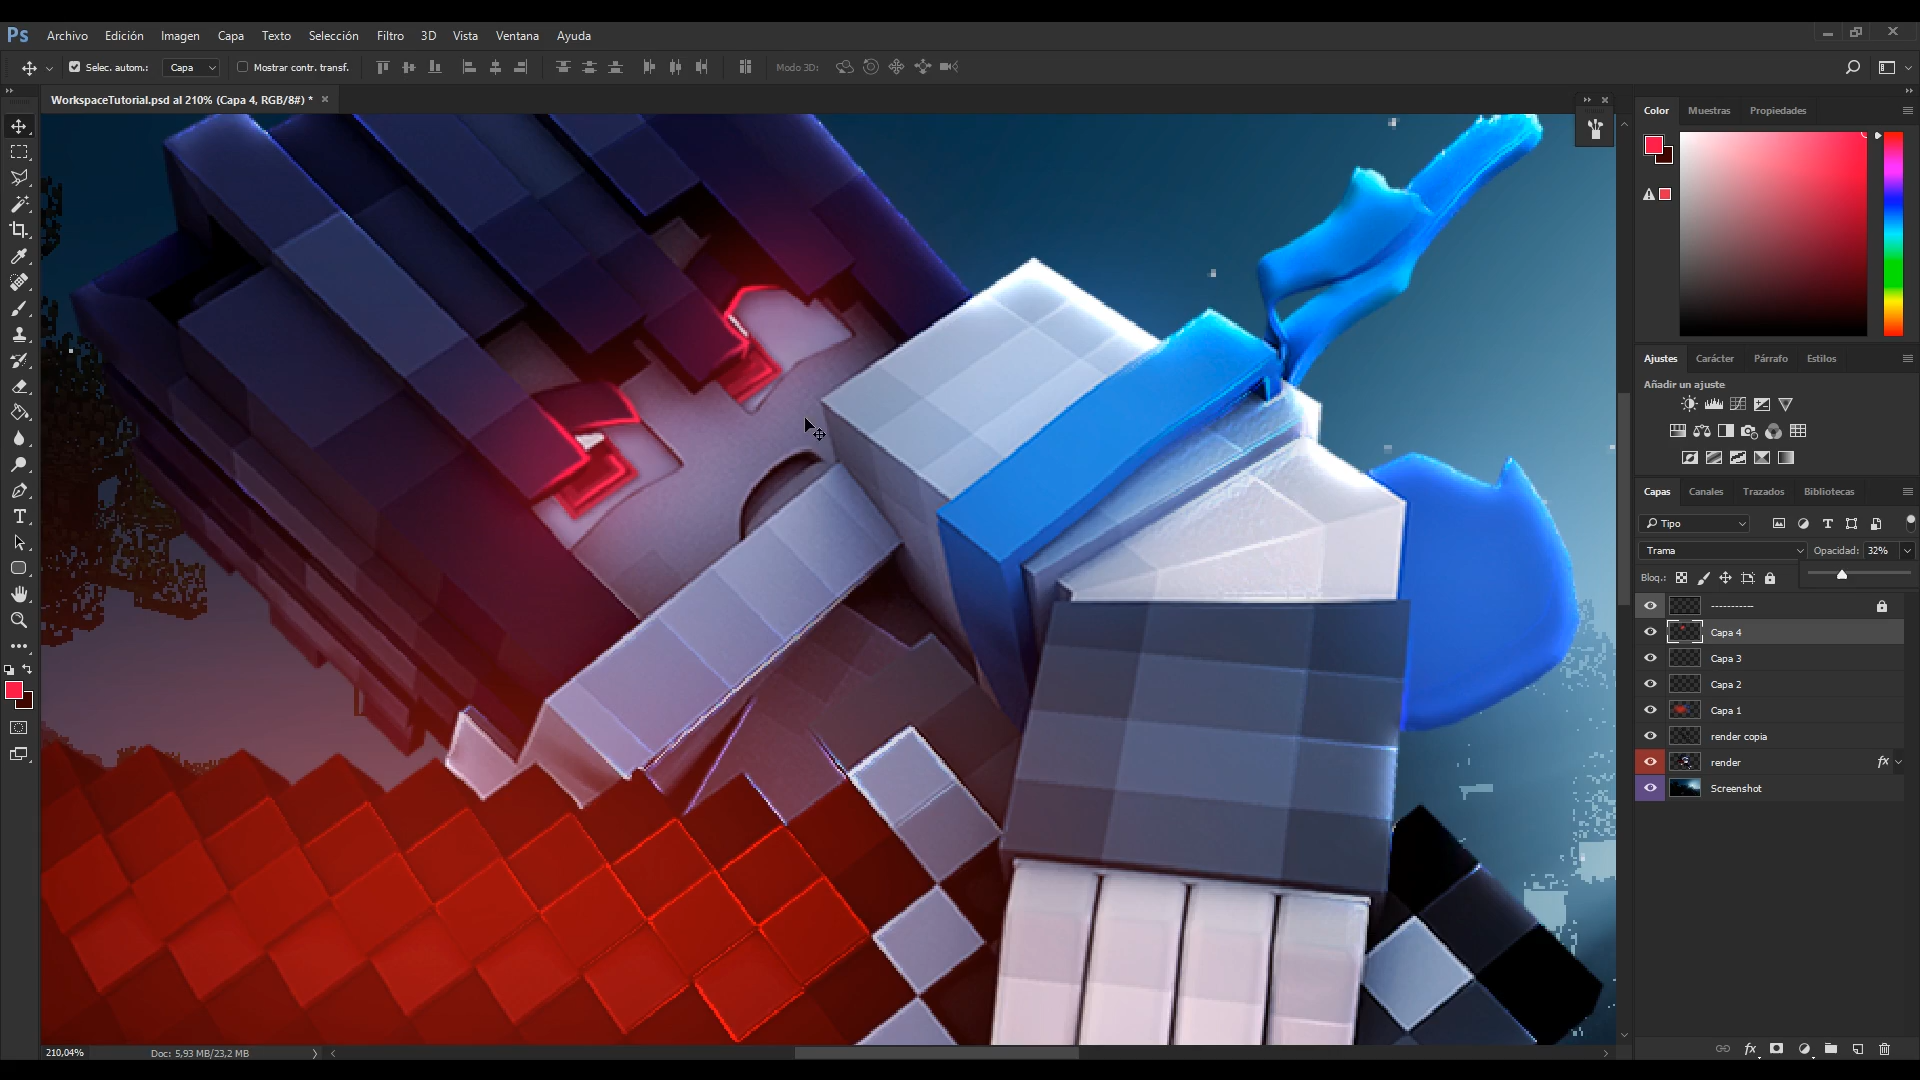 Ps Archivo Edición Imagen Capa Texto Selección Filtro 3D Vista Ventana Ayuda
Selec. autom.: Capa Mostrar contr. transf. Modo 3D:
WorkspaceTutorial.psd al 210% (Capa 4, RGB/8#) * ×
Color Muestras Propiedades
Ajustes Carácter Párrafo Estilos
Añadir un ajuste
Capas Canales Trazados Bibliotecas
Tipo
Trama Opacidad: 32%
Bloq.:
-----------
Capa 4
Capa 3
Capa 2
Capa 1
render copia
render fx
Screenshot
210,04% Doc: 5,93 MB/23,2 MB
fx